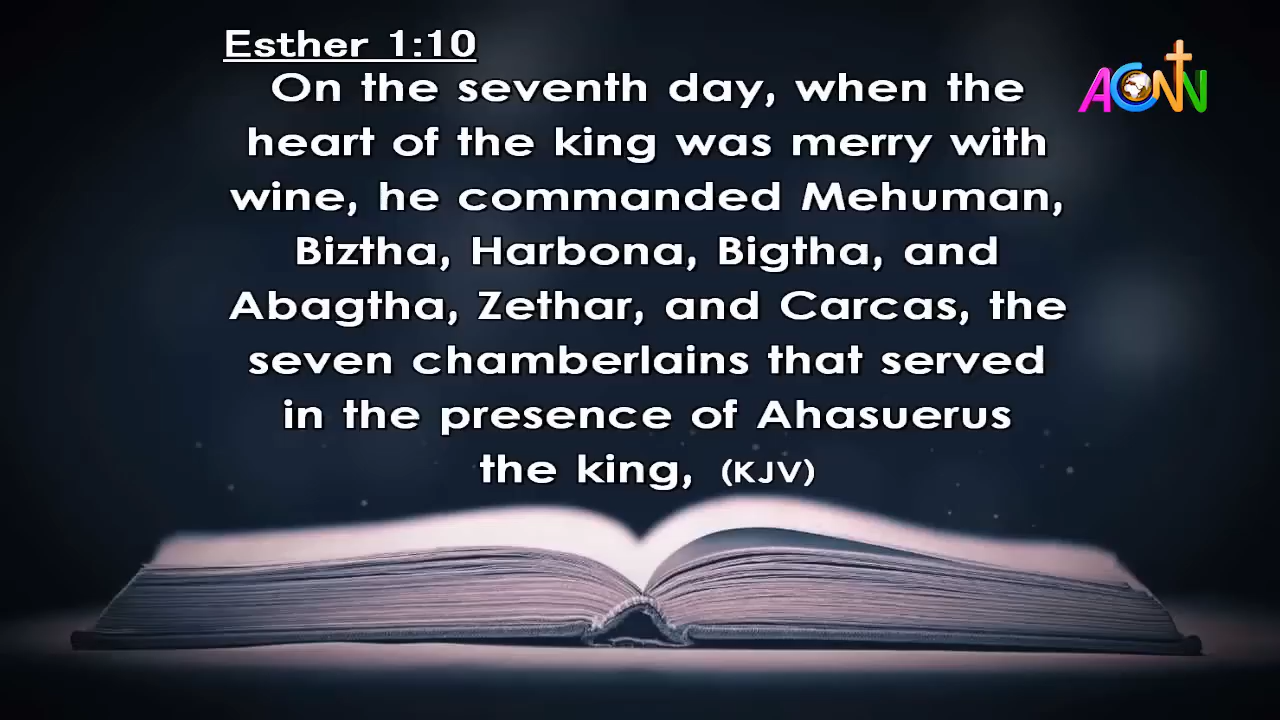 Esther 1:10
On the seventh day, when the
heart of the king was merry with
wine, he commanded Mehuman,
Biztha, Harbona, Bigtha, and
Abagtha, Zethar, and Carcas, the
seven chamberlains that served
in the presence of Ahasuerus
the king, (KJV)
ACNN